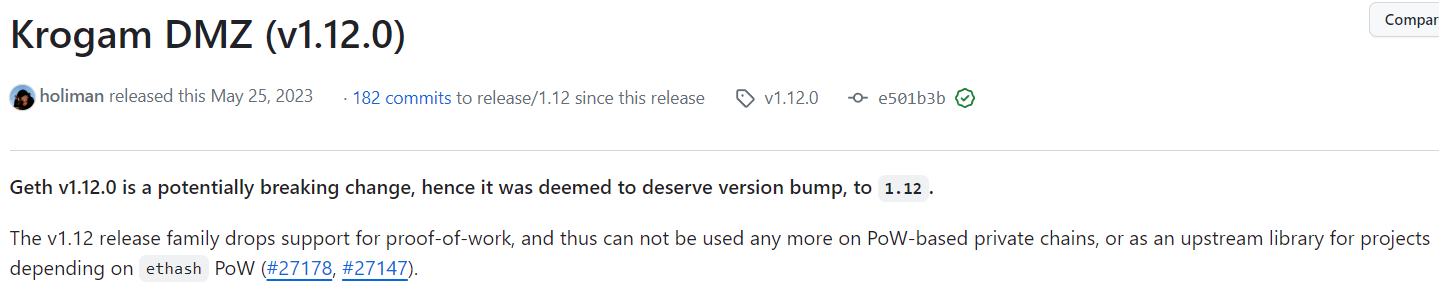 Krogam DMZ (v1.12.0)
Compar
holiman released this May 25, 2023 · 182 commits to release/1.12 since this release v1.12.0 e501b3b
Geth v1.12.0 is a potentially breaking change, hence it was deemed to deserve version bump, to 1.12.
The v1.12 release family drops support for proof-of-work, and thus can not be used any more on PoW-based private chains, or as an upstream library for projects
depending on ethash PoW (#27178, #27147).